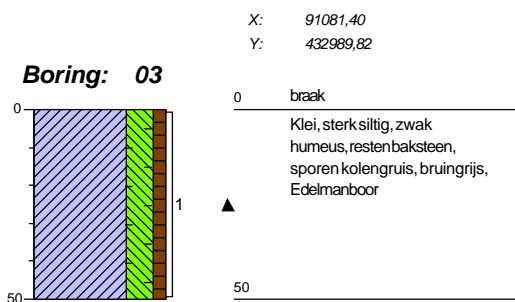 X: 91081,40
Y: 432989,82
Boring: 03
0
0 braak
Klei, sterk siltig, zwak
humeus, resten baksteen,
sporen kolengruis, bruingrijs,
Edelmanboor
1
50
50